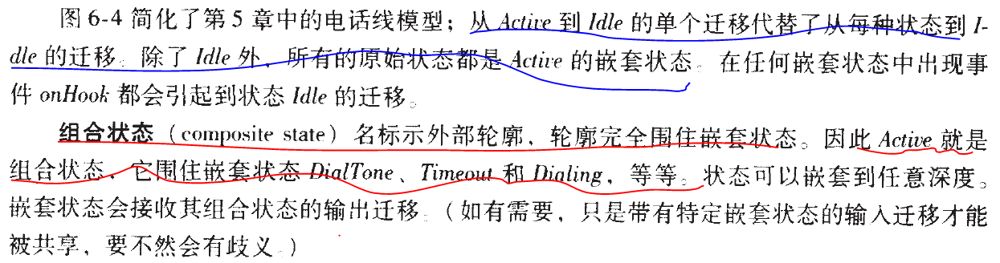 图 6-4 简化了第 5 章中的电话线模型；从 Active 到 Idle 的单个迁移代替了从每种状态到 I-
dle 的迁移。除了 Idle 外，所有的原始状态都是 Active 的嵌套状态。在任何嵌套状态中出现事
件 onHook 都会引起到状态 Idle 的迁移。
组合状态（composite state）名标示外部轮廓，轮廓完全围住嵌套状态。因此 Active 就是
组合状态，它围住嵌套状态 DialTone、Timeout 和 Dialing，等等。状态可以嵌套到任意深度。
嵌套状态会接收其组合状态的输出迁移。（如有需要，只是带有特定嵌套状态的输入迁移才能
被共享，要不然会有歧义。）